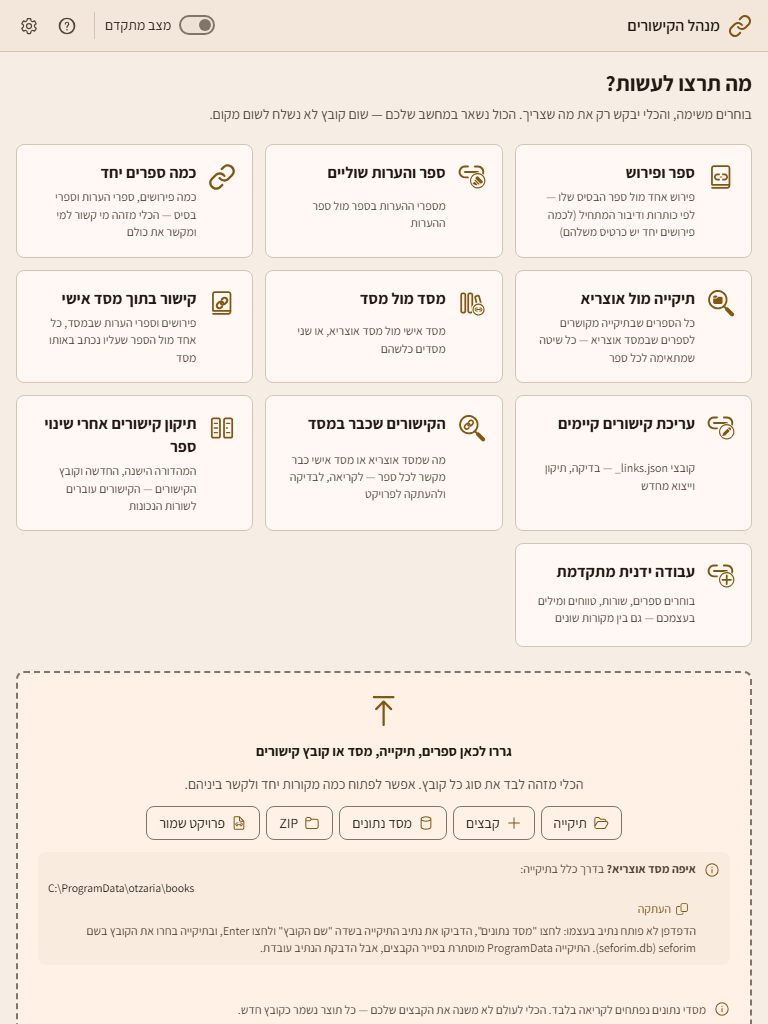 מנהל הקישורים
מצב מתקדם
מה תרצו לעשות?
בוחרים משימה, והכלי יבקש רק את מה שצריך. הכול נשאר במחשב שלכם — שום קובץ לא נשלח לשום מקום.
ספר ופירוש
פירוש אחד מול ספר הבסיס שלו —
לפי כותרות ודיבור המתחיל (לכמה
פירושים יחד יש כרטיס משלהם)
ספר והערות שוליים
מספרי ההערות בספר מול ספר
ההערות
כמה ספרים יחד
כמה פירושים, ספרי הערות וספרי
בסיס — הכלי מזהה מי קשור למי
ומקשר את כולם
תיקייה מול אוצריא
כל הספרים שבתיקייה מקושרים
לספרים שבמסד אוצריא — כל שיטה
שמתאימה לכל ספר
מסד מול מסד
מסד אישי מול מסד אוצריא, או שני
מסדים כלשהם
קישור בתוך מסד אישי
פירושים וספרי הערות שבמסד, כל
אחד מול הספר שעליו נכתב באותו
מסד
עריכת קישורים קיימים
קובצי ‎_links.json — בדיקה, תיקון
וייצוא מחדש
הקישורים שכבר במסד
מה שמסד אוצריא או מסד אישי כבר
מקשר לכל ספר — לקריאה, לבדיקה
ולהעתקה לפרויקט
תיקון קישורים אחרי שינוי
ספר
המהדורה הישנה, החדשה וקובץ
הקישורים — הקישורים עוברים
לשורות הנכונות
עבודה ידנית מתקדמת
בוחרים ספרים, שורות, טווחים ומילים
בעצמכם — גם בין מקורות שונים
גררו לכאן ספרים, תיקייה, מסד או קובץ קישורים
הכלי מזהה לבד את סוג כל קובץ. אפשר לפתוח כמה מקורות יחד ולקשר ביניהם.
תיקייה
קבצים
מסד נתונים
ZIP
פרויקט שמור
איפה מסד אוצריא? בדרך כלל בתיקייה:
C:\ProgramData\otzaria\books
העתקה
הדפדפן לא פותח נתיב בעצמו: לחצו "מסד נתונים", הדביקו את נתיב התיקייה בשדה "שם הקובץ" ולחצו Enter, ובתיקייה בחרו את הקובץ בשם
seforim (seforim.db). התיקייה ProgramData מוסתרת בסייר הקבצים, אבל הדבקת הנתיב עובדת.
מסדי נתונים נפתחים לקריאה בלבד. הכלי לעולם לא משנה את הקבצים שלכם — כל תוצר נשמר כקובץ חדש.